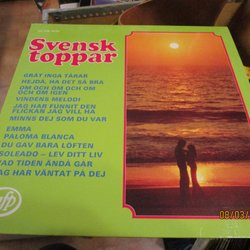 Svensk
toppar
GRÅT INGA TÅRAR
HEJDÅ, HA DET SÅ BRA
OM OCH OM OCH OM
OCH OM IGEN
VINDENS MELODI
JAG HAR FUNNIT DEN
FLICKAN JAG VILL HA
MINNS DEJ SOM DU VAR
EMMA
PALOMA BLANCA
DU GAV BARA LÖFTEN
SOLEADO – LEV DITT LIV
VAD TIDEN ÄNDÅ GÅR
JAG HAR VÄNTAT PÅ DEJ
mfp